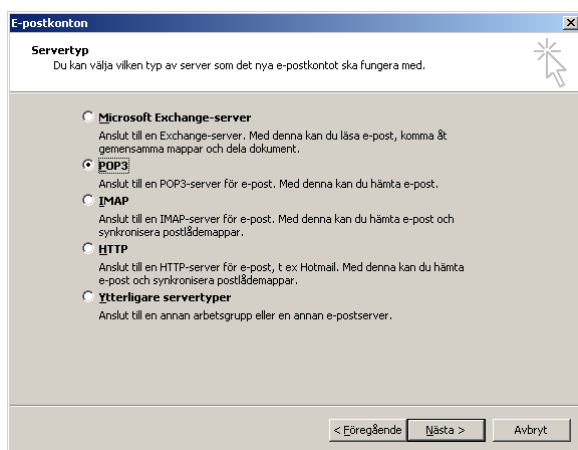 E-postkonton
Servertyp
Du kan välja vilken typ av server som det nya e-postkontot ska fungera med.
Microsoft Exchange-server
Anslut till en Exchange-server. Med denna kan du läsa e-post, komma åt
gemensamma mappar och dela dokument.
POP3
Anslut till en POP3-server för e-post. Med denna kan du hämta e-post.
IMAP
Anslut till en IMAP-server för e-post. Med denna kan du hämta e-post och
synkronisera postlådemappar.
HTTP
Anslut till en HTTP-server för e-post, t ex Hotmail. Med denna kan du hämta
e-post och synkronisera postlådemappar.
Ytterligare servertyper
Anslut till en annan arbetsgrupp eller en annan e-postserver.
< Föregående Nästa > Avbryt